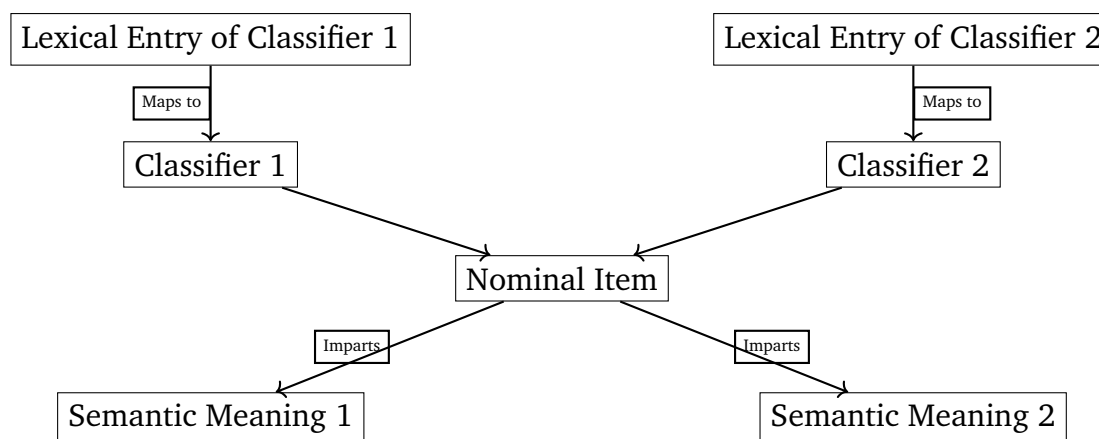 Lexical Entry of Classifier 1
Lexical Entry of Classifier 2
Maps to
Maps to
Classifier 1
Classifier 2
Nominal Item
Imparts
Imparts
Semantic Meaning 1
Semantic Meaning 2